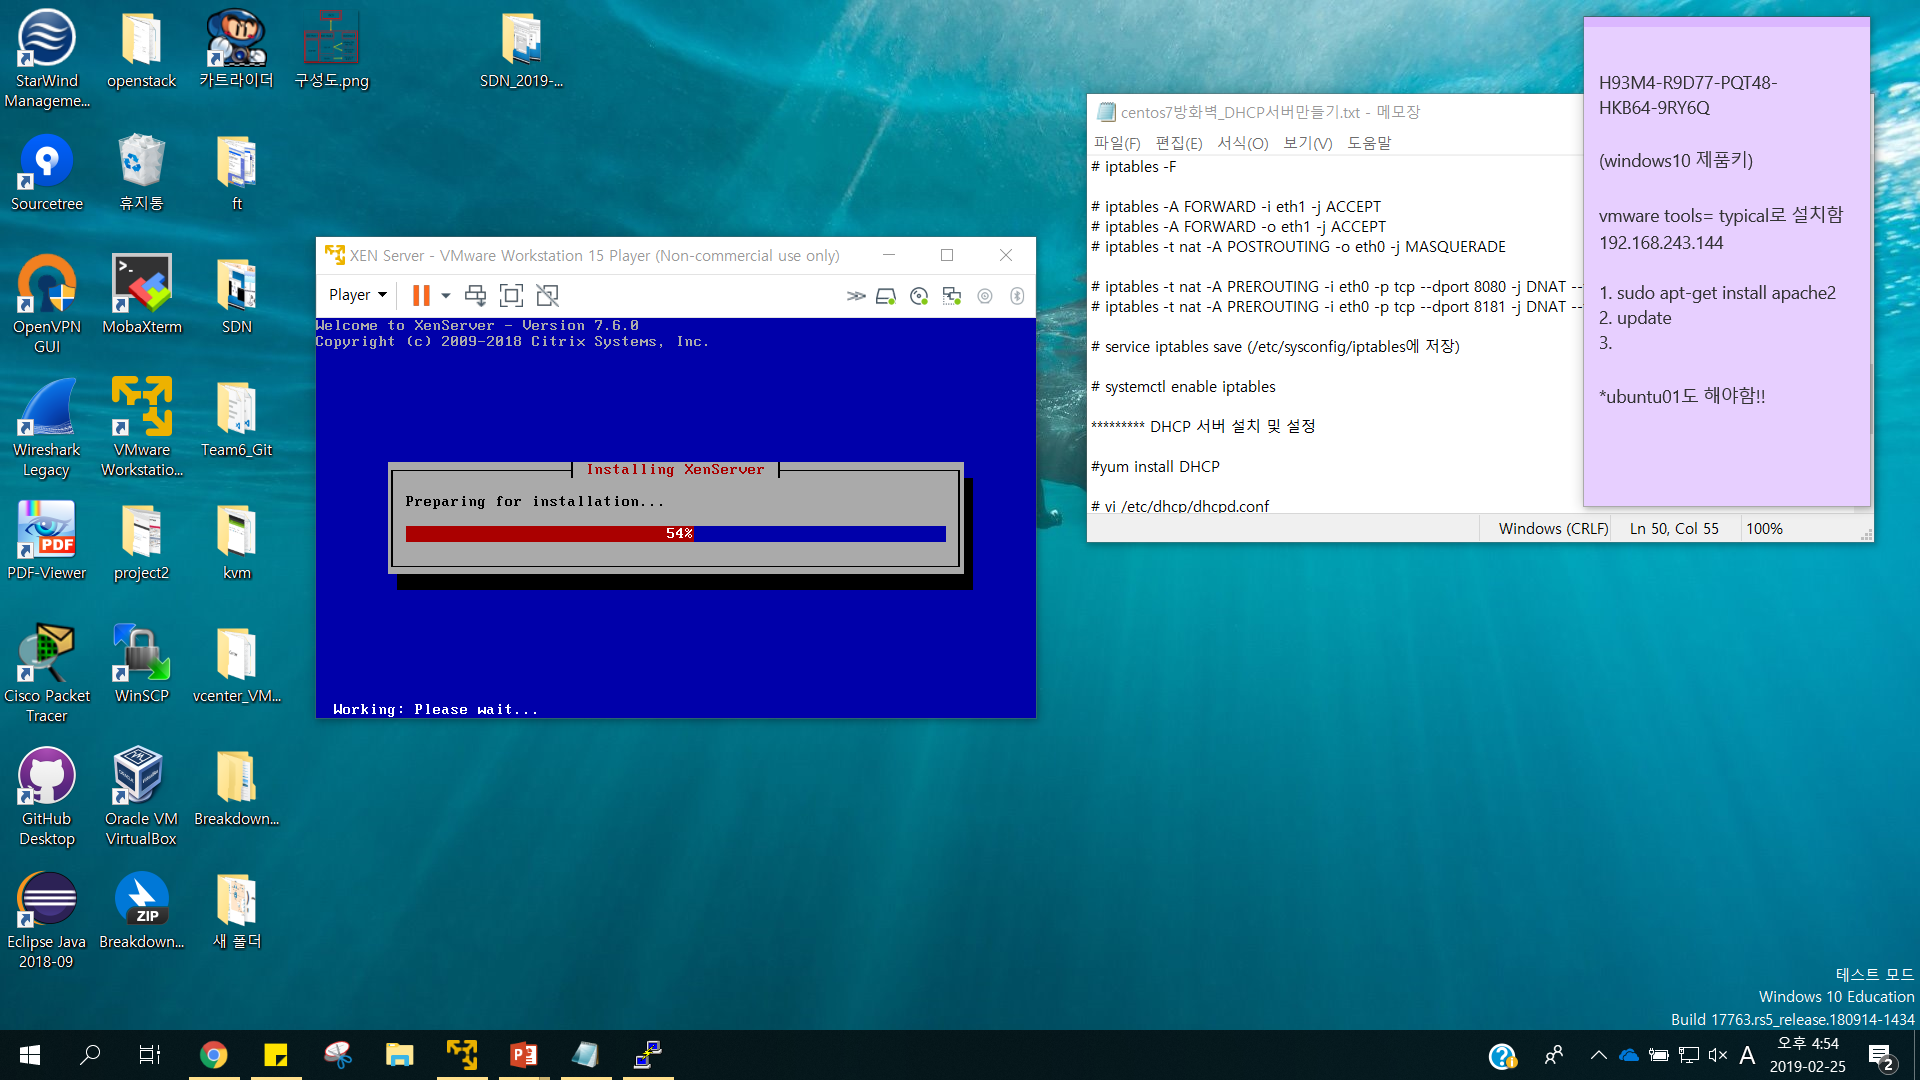 StarWind
Manageme...
openstack
카트라이더
구성도.png
SDN_2019-...
Sourcetree
휴지통
ft
OpenVPN
GUI
MobaXterm
SDN
Wireshark
Legacy
VMware
Workstatio...
Team6_Git
PDF
PDF-Viewer
project2
kvm
Cisco Packet
Tracer
WinSCP
vcenter_VM...
GitHub
Desktop
Oracle VM
VirtualBox
Breakdown...
Eclipse Java
2018-09
ZIP
Breakdown...
새 폴더
XEN Server - VMware Workstation 15 Player (Non-commercial use only)
Player
Welcome to XenServer - Version 7.6.0
Copyright (c) 2009-2018 Citrix Systems, Inc.
Installing XenServer
Preparing for installation...
54%
Working: Please wait...
centos7방화벽_DHCP서버만들기.txt - 메모장
파일(F) 편집(E) 서식(O) 보기(V) 도움말
# iptables -F
# iptables -A FORWARD -i eth1 -j ACCEPT
# iptables -A FORWARD -o eth1 -j ACCEPT
# iptables -t nat -A POSTROUTING -o eth0 -j MASQUERADE
# iptables -t nat -A PREROUTING -i eth0 -p tcp --dport 8080 -j DNAT --
# iptables -t nat -A PREROUTING -i eth0 -p tcp --dport 8181 -j DNAT --
# service iptables save (/etc/sysconfig/iptables에 저장)
# systemctl enable iptables
********* DHCP 서버 설치 및 설정
#yum install DHCP
# vi /etc/dhcp/dhcpd.conf
Windows (CRLF) Ln 50, Col 55 100%
H93M4-R9D77-PQT48-
HKB64-9RY6Q
(windows10 제품키)
vmware tools= typical로 설치함
192.168.243.144
1. sudo apt-get install apache2
2. update
3.
*ubuntu01도 해야함!!
테스트 모드
Windows 10 Education
Build 17763.rs5_release.180914-1434
A
오후 4:54
2019-02-25
2